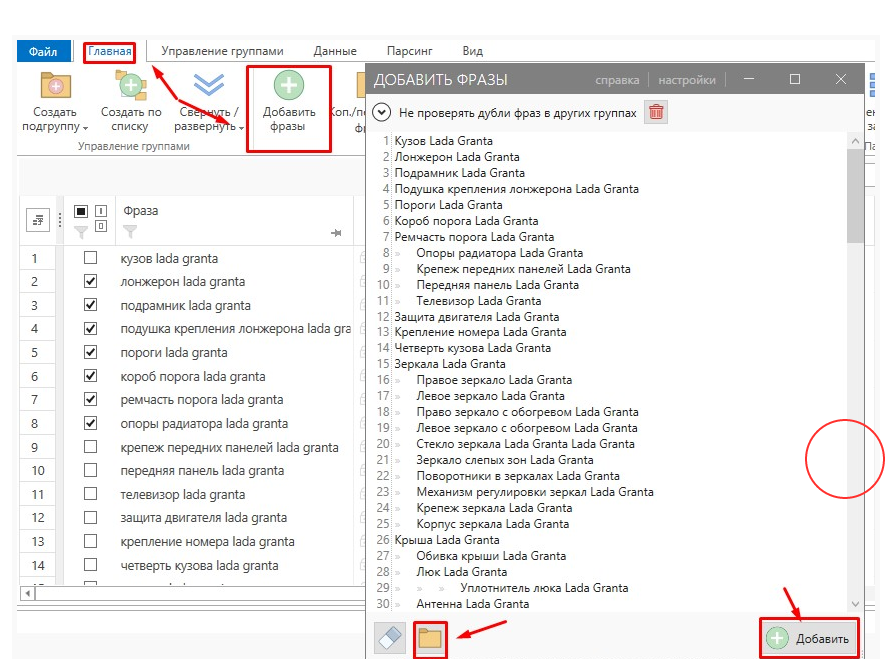 Файл Главная Управление группами Данные Парсинг Вид
Создать подгруппу
Создать по списку
Свернуть / развернуть
Добавить фразы
Управление группами
Фраза
1 кузов lada granta
2 лонжерон lada granta
3 подрамник lada granta
4 подушка крепления лонжерона lada gra
5 пороги lada granta
6 короб порога lada granta
7 ремчасть порога lada granta
8 опоры радиатора lada granta
9 крепеж передних панелей lada granta
10 передняя панель lada granta
11 телевизор lada granta
12 защита двигателя lada granta
13 крепление номера lada granta
14 четверть кузова lada granta
ДОБАВИТЬ ФРАЗЫ справка настройки
Не проверять дубли фраз в других группах
1 Кузов Lada Granta
2 Лонжерон Lada Granta
3 Подрамник Lada Granta
4 Подушка крепления лонжерона Lada Granta
5 Пороги Lada Granta
6 Короб порога Lada Granta
7 Ремчасть порога Lada Granta
8 » Опоры радиатора Lada Granta
9 » Крепеж передних панелей Lada Granta
10 » Передняя панель Lada Granta
11 » Телевизор Lada Granta
12 Защита двигателя Lada Granta
13 Крепление номера Lada Granta
14 Четверть кузова Lada Granta
15 Зеркала Lada Granta
16 » Правое зеркало Lada Granta
17 » Левое зеркало Lada Granta
18 » Право зеркало с обогревом Lada Granta
19 » Левое зеркало с обогревом Lada Granta
20 » Стекло зеркала Lada Granta Lada Granta
21 » Зеркало слепых зон Lada Granta
22 » Поворотники в зеркалах Lada Granta
23 » Механизм регулировки зеркал Lada Granta
24 » Крепеж зеркала Lada Granta
25 » Корпус зеркала Lada Granta
26 Крыша Lada Granta
27 » Обивка крыши Lada Granta
28 » Люк Lada Granta
29 » » » Уплотнитель люка Lada Granta
30 » Антенна Lada Granta
Добавить